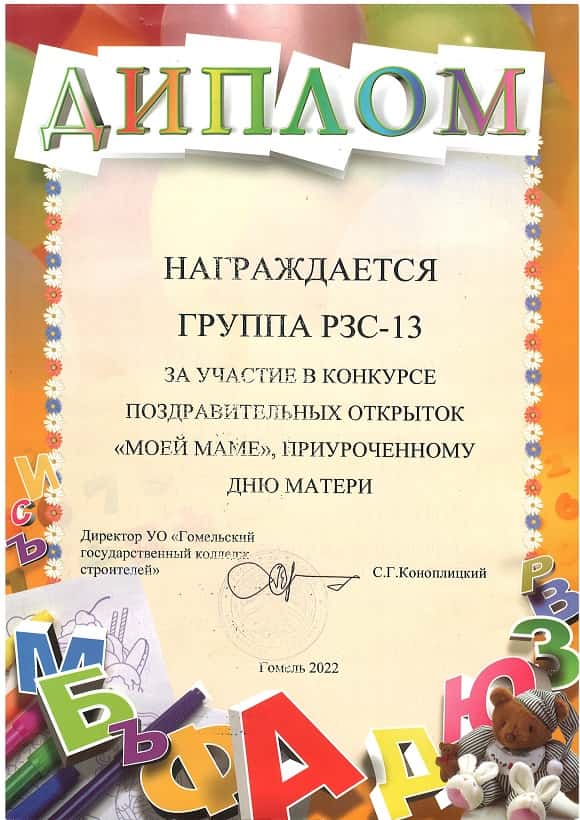 ДИПЛОМ
НАГРАЖДАЕТСЯ
ГРУППА РЗС-13
ЗА УЧАСТИЕ В КОНКУРСЕ
ПОЗДРАВИТЕЛЬНЫХ ОТКРЫТОК
«МОЕЙ МАМЕ», ПРИУРОЧЕННОМУ
ДНЮ МАТЕРИ
Директор УО «Гомельский
государственный колледж
строителей»
С.Г.Коноплицкий
Гомель 2022
И
С
Ъ
Р
В
З
М
Б
Ъ
Ф
А
Д
Ю